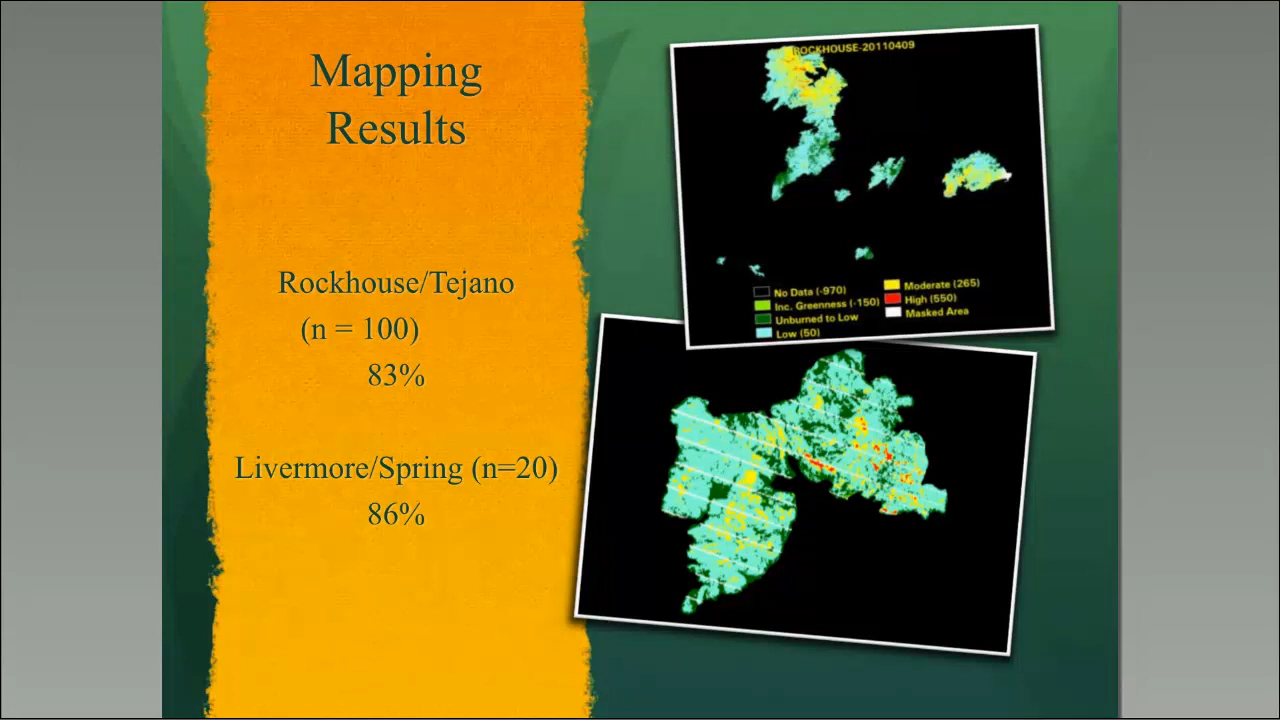 Mapping
Results
Rockhouse/Tejano
(n = 100)
83%
Livermore/Spring (n=20)
86%
ROCKHOUSE-20110409
No Data (-970)
Inc. Greenness (-150)
Unburned to Low
Low (50)
Moderate (265)
High (550)
Masked Area